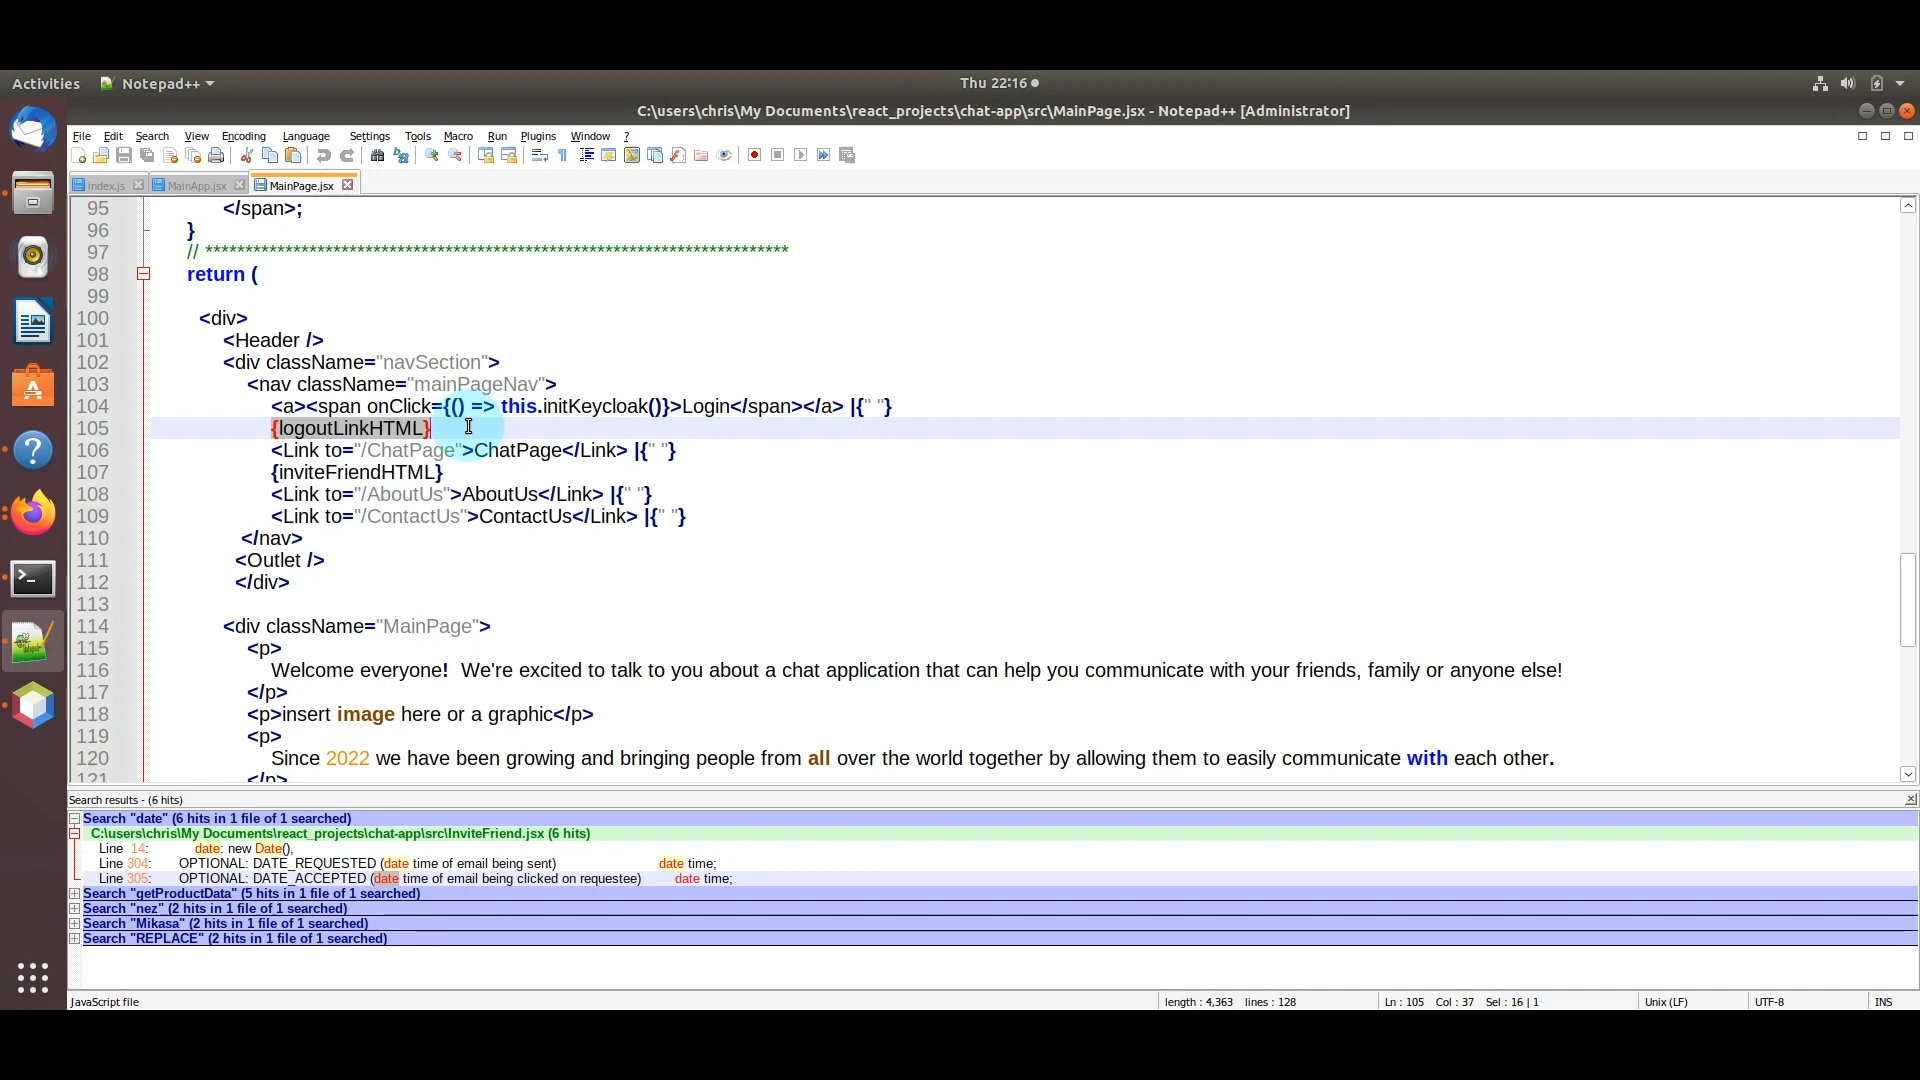 Activities Notepad++ Thu 22:16
C:\users\chris\My Documents\react_projects\chat-app\src\MainPage.jsx - Notepad++ [Administrator]
File Edit Search View Encoding Language Settings Tools Macro Run Plugins Window ?
index.js MainApp.jsx MainPage.jsx
95 </span>;
96 }
97 // *************************************************************************
98 return (
99
100 <div>
101 <Header />
102 <div className="navSection">
103 <nav className="mainPageNav">
104 <a><span onClick={() => this.initKeycloak()}>Login</span></a> |{" "}
105 {logoutLinkHTML}
106 <Link to="/ChatPage">ChatPage</Link> |{" "}
107 {inviteFriendHTML}
108 <Link to="/AboutUs">AboutUs</Link> |{" "}
109 <Link to="/ContactUs">ContactUs</Link> |{" "}
110 </nav>
111 <Outlet />
112 </div>
113
114 <div className="MainPage">
115 <p>
116 Welcome everyone! We're excited to talk to you about a chat application that can help you communicate with your friends, family or anyone else!
117 </p>
118 <p>insert image here or a graphic</p>
119 <p>
120 Since 2022 we have been growing and bringing people from all over the world together by allowing them to easily communicate with each other.
121 </p>
Search results - (6 hits)
Search "date" (6 hits in 1 file of 1 searched)
C:\users\chris\My Documents\react_projects\chat-app\src\InviteFriend.jsx (6 hits)
Line 14: date: new Date(),
Line 304: OPTIONAL: DATE_REQUESTED (date time of email being sent) date time;
Line 305: OPTIONAL: DATE_ACCEPTED (date time of email being clicked on requestee) date time;
Search "getProductData" (5 hits in 1 file of 1 searched)
Search "nez" (2 hits in 1 file of 1 searched)
Search "Mikasa" (2 hits in 1 file of 1 searched)
Search "REPLACE" (2 hits in 1 file of 1 searched)
JavaScript file length : 4,363 lines : 128 Ln : 105 Col : 37 Sel : 16 | 1 Unix (LF) UTF-8 INS